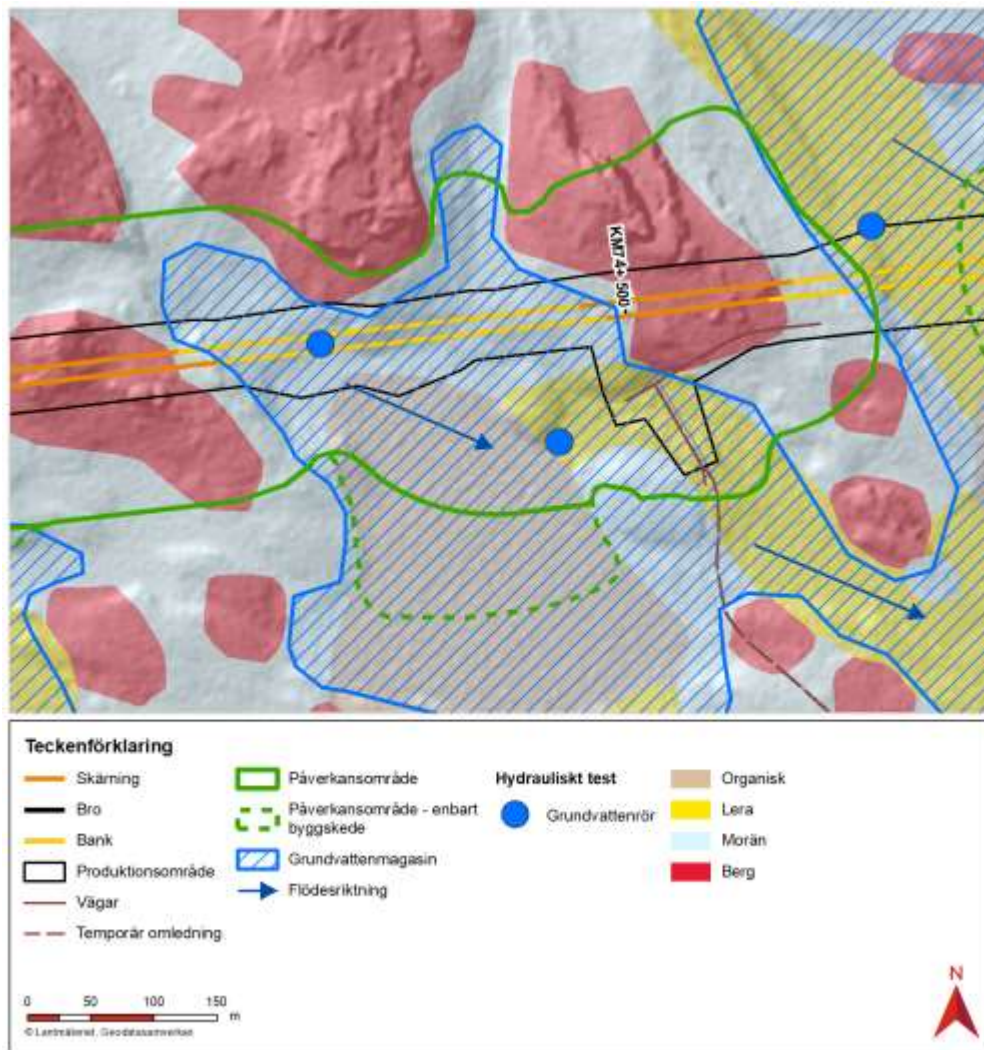 KM74+ 500 -
Teckenförklaring
Skärning
Bro
Bank
Produktionsområde
Vägar
Temporär omledning
Påverkansområde
Påverkansområde - enbart
byggskede
Grundvattenmagasin
Flödesriktning
Hydrauliskt test
Grundvattenrör
Organisk
Lera
Morän
Berg
0 50 100 150
m
© Lantmäteriet, Geodatasamverkan
N